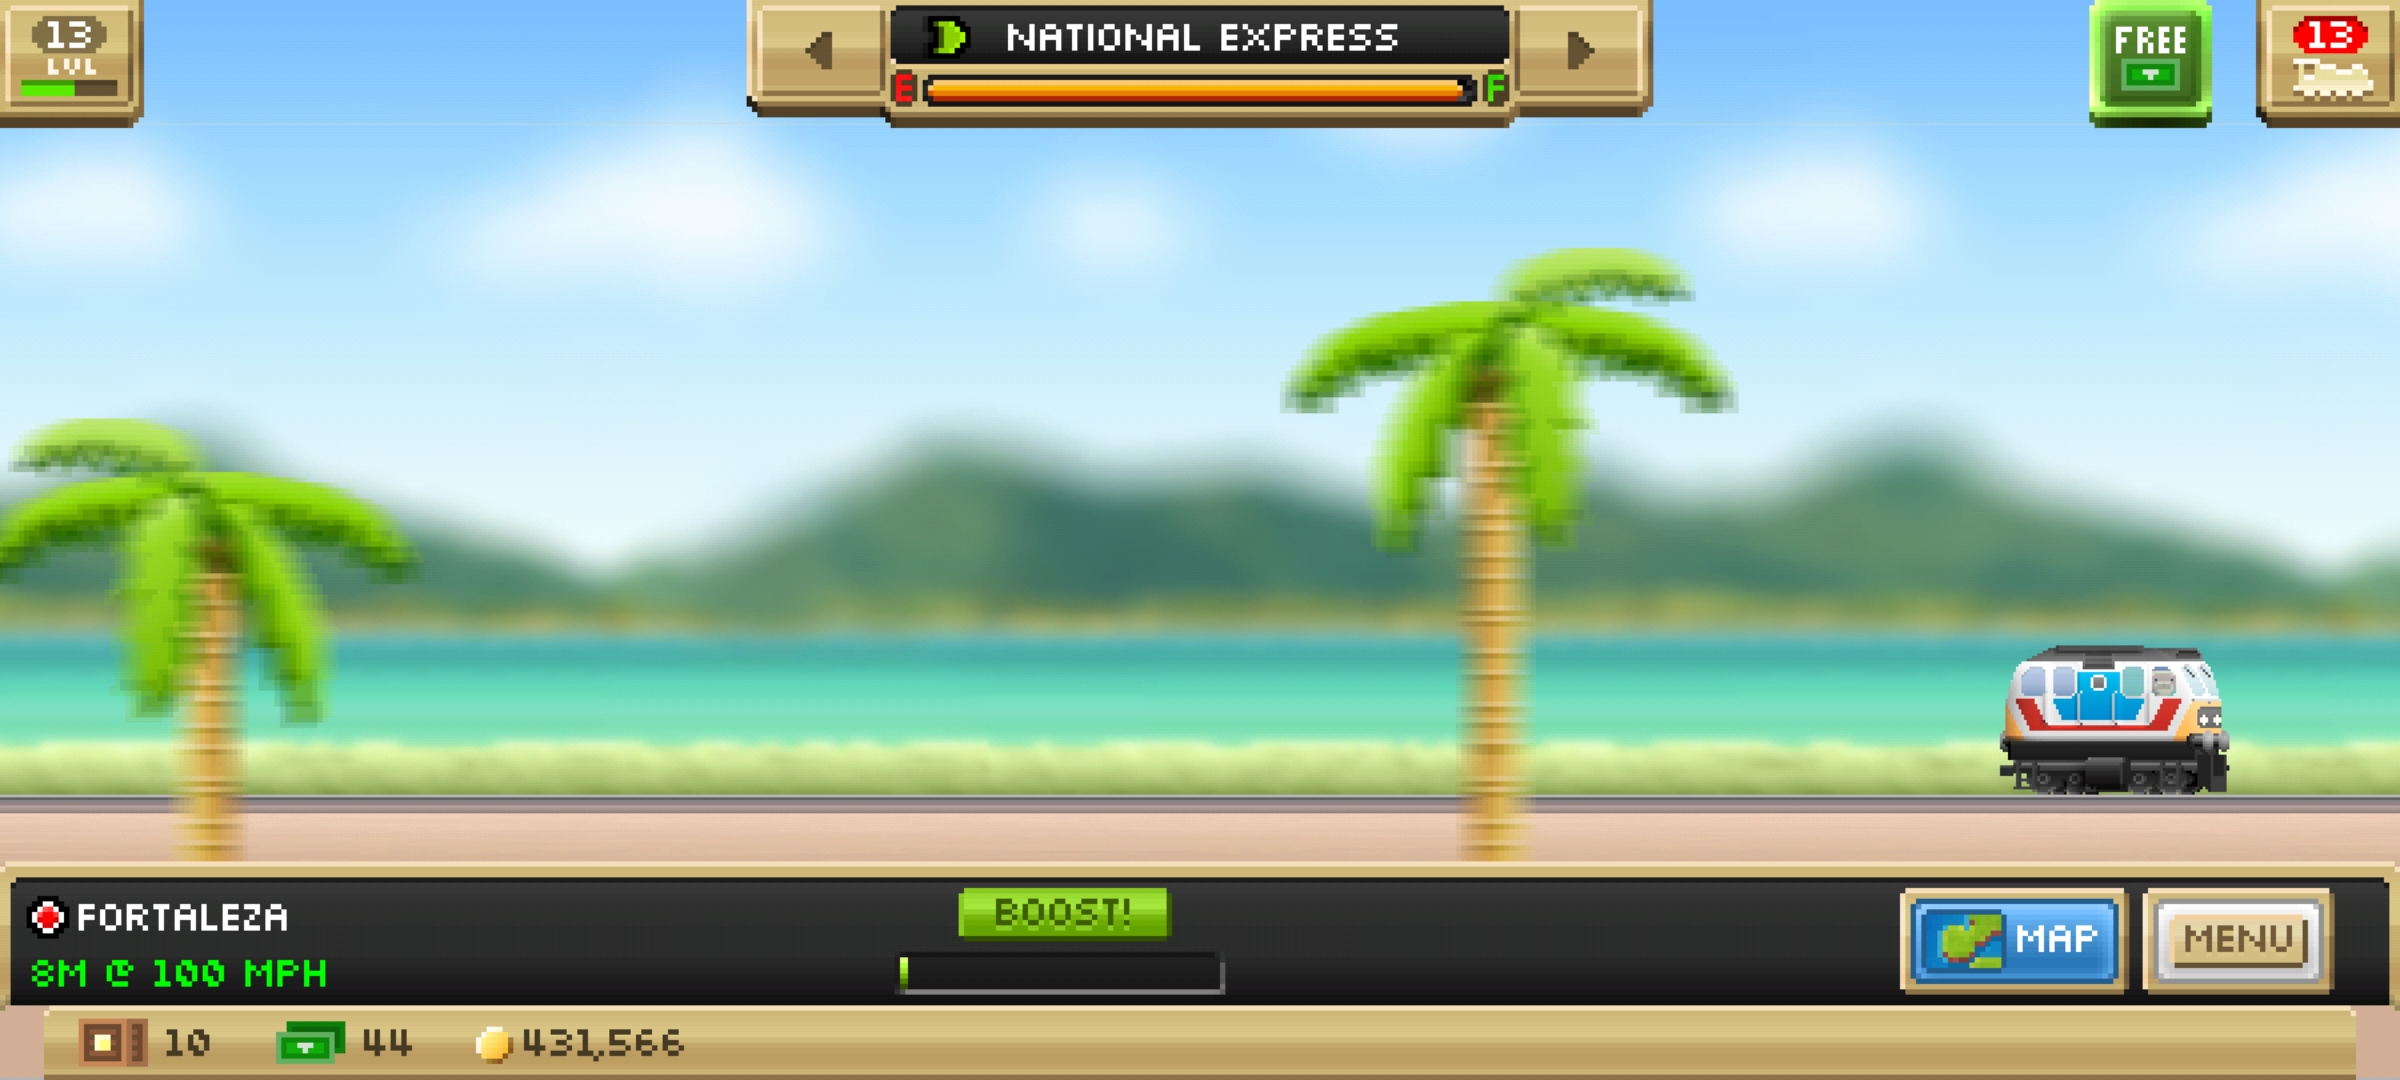 13
LVL
NATIONAL EXPRESS
E F
FREE
13
FORTALEZA
8M @ 100 MPH
BOOST!
MAP
MENU
10
44
431,566